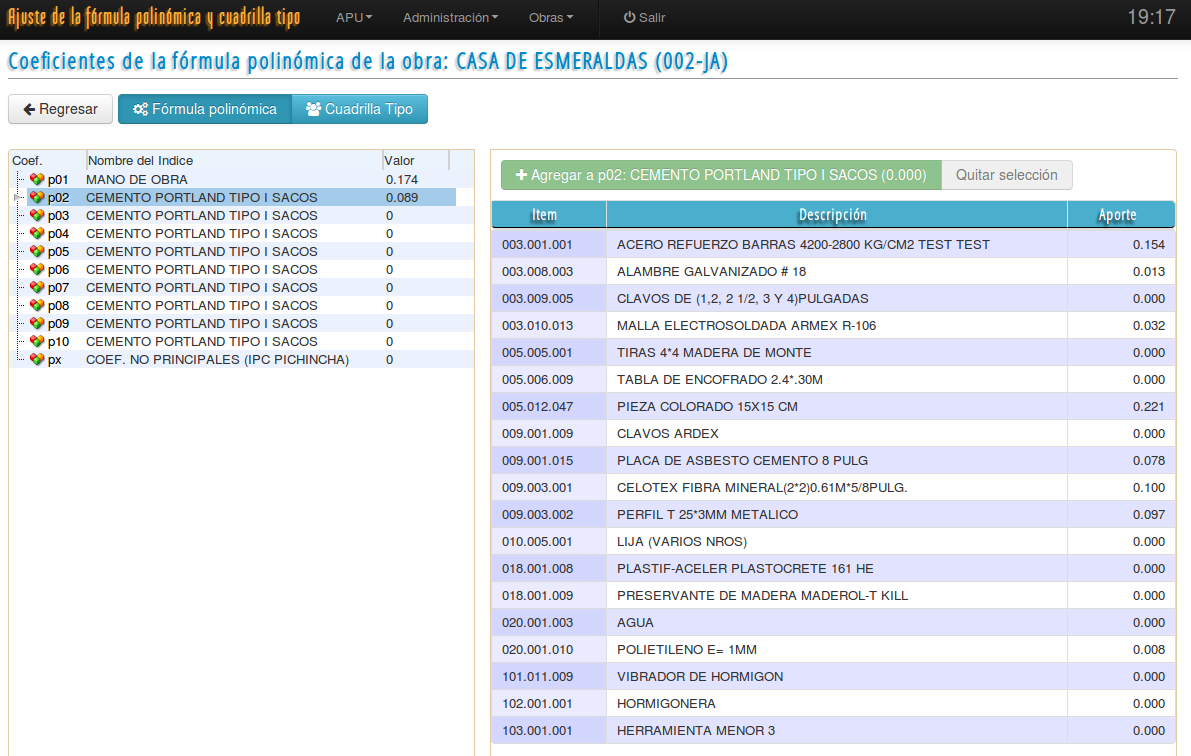 Ajuste de la fórmula polinómica y cuadrilla tipo APU Administración Obras Salir 19:17
Coeficientes de la fórmula polinómica de la obra: CASA DE ESMERALDAS (002-JA)
Regresar Fórmula polinómica Cuadrilla Tipo
Coef. Nombre del Indice Valor
p01 MANO DE OBRA 0.174
p02 CEMENTO PORTLAND TIPO I SACOS 0.089
p03 CEMENTO PORTLAND TIPO I SACOS 0
p04 CEMENTO PORTLAND TIPO I SACOS 0
p05 CEMENTO PORTLAND TIPO I SACOS 0
p06 CEMENTO PORTLAND TIPO I SACOS 0
p07 CEMENTO PORTLAND TIPO I SACOS 0
p08 CEMENTO PORTLAND TIPO I SACOS 0
p09 CEMENTO PORTLAND TIPO I SACOS 0
p10 CEMENTO PORTLAND TIPO I SACOS 0
px COEF. NO PRINCIPALES (IPC PICHINCHA) 0
Agregar a p02: CEMENTO PORTLAND TIPO I SACOS (0.000) Quitar selección
Item Descripción Aporte
003.001.001 ACERO REFUERZO BARRAS 4200-2800 KG/CM2 TEST TEST 0.154
003.008.003 ALAMBRE GALVANIZADO # 18 0.013
003.009.005 CLAVOS DE (1,2, 2 1/2, 3 Y 4)PULGADAS 0.000
003.010.013 MALLA ELECTROSOLDADA ARMEX R-106 0.032
005.005.001 TIRAS 4*4 MADERA DE MONTE 0.000
005.006.009 TABLA DE ENCOFRADO 2.4*.30M 0.000
005.012.047 PIEZA COLORADO 15X15 CM 0.221
009.001.009 CLAVOS ARDEX 0.000
009.001.015 PLACA DE ASBESTO CEMENTO 8 PULG 0.078
009.003.001 CELOTEX FIBRA MINERAL(2*2)0.61M*5/8PULG. 0.100
009.003.002 PERFIL T 25*3MM METALICO 0.097
010.005.001 LIJA (VARIOS NROS) 0.000
018.001.008 PLASTIF-ACELER PLASTOCRETE 161 HE 0.000
018.001.009 PRESERVANTE DE MADERA MADEROL-T KILL 0.000
020.001.003 AGUA 0.000
020.001.010 POLIETILENO E= 1MM 0.008
101.011.009 VIBRADOR DE HORMIGON 0.000
102.001.001 HORMIGONERA 0.000
103.001.001 HERRAMIENTA MENOR 3 0.000